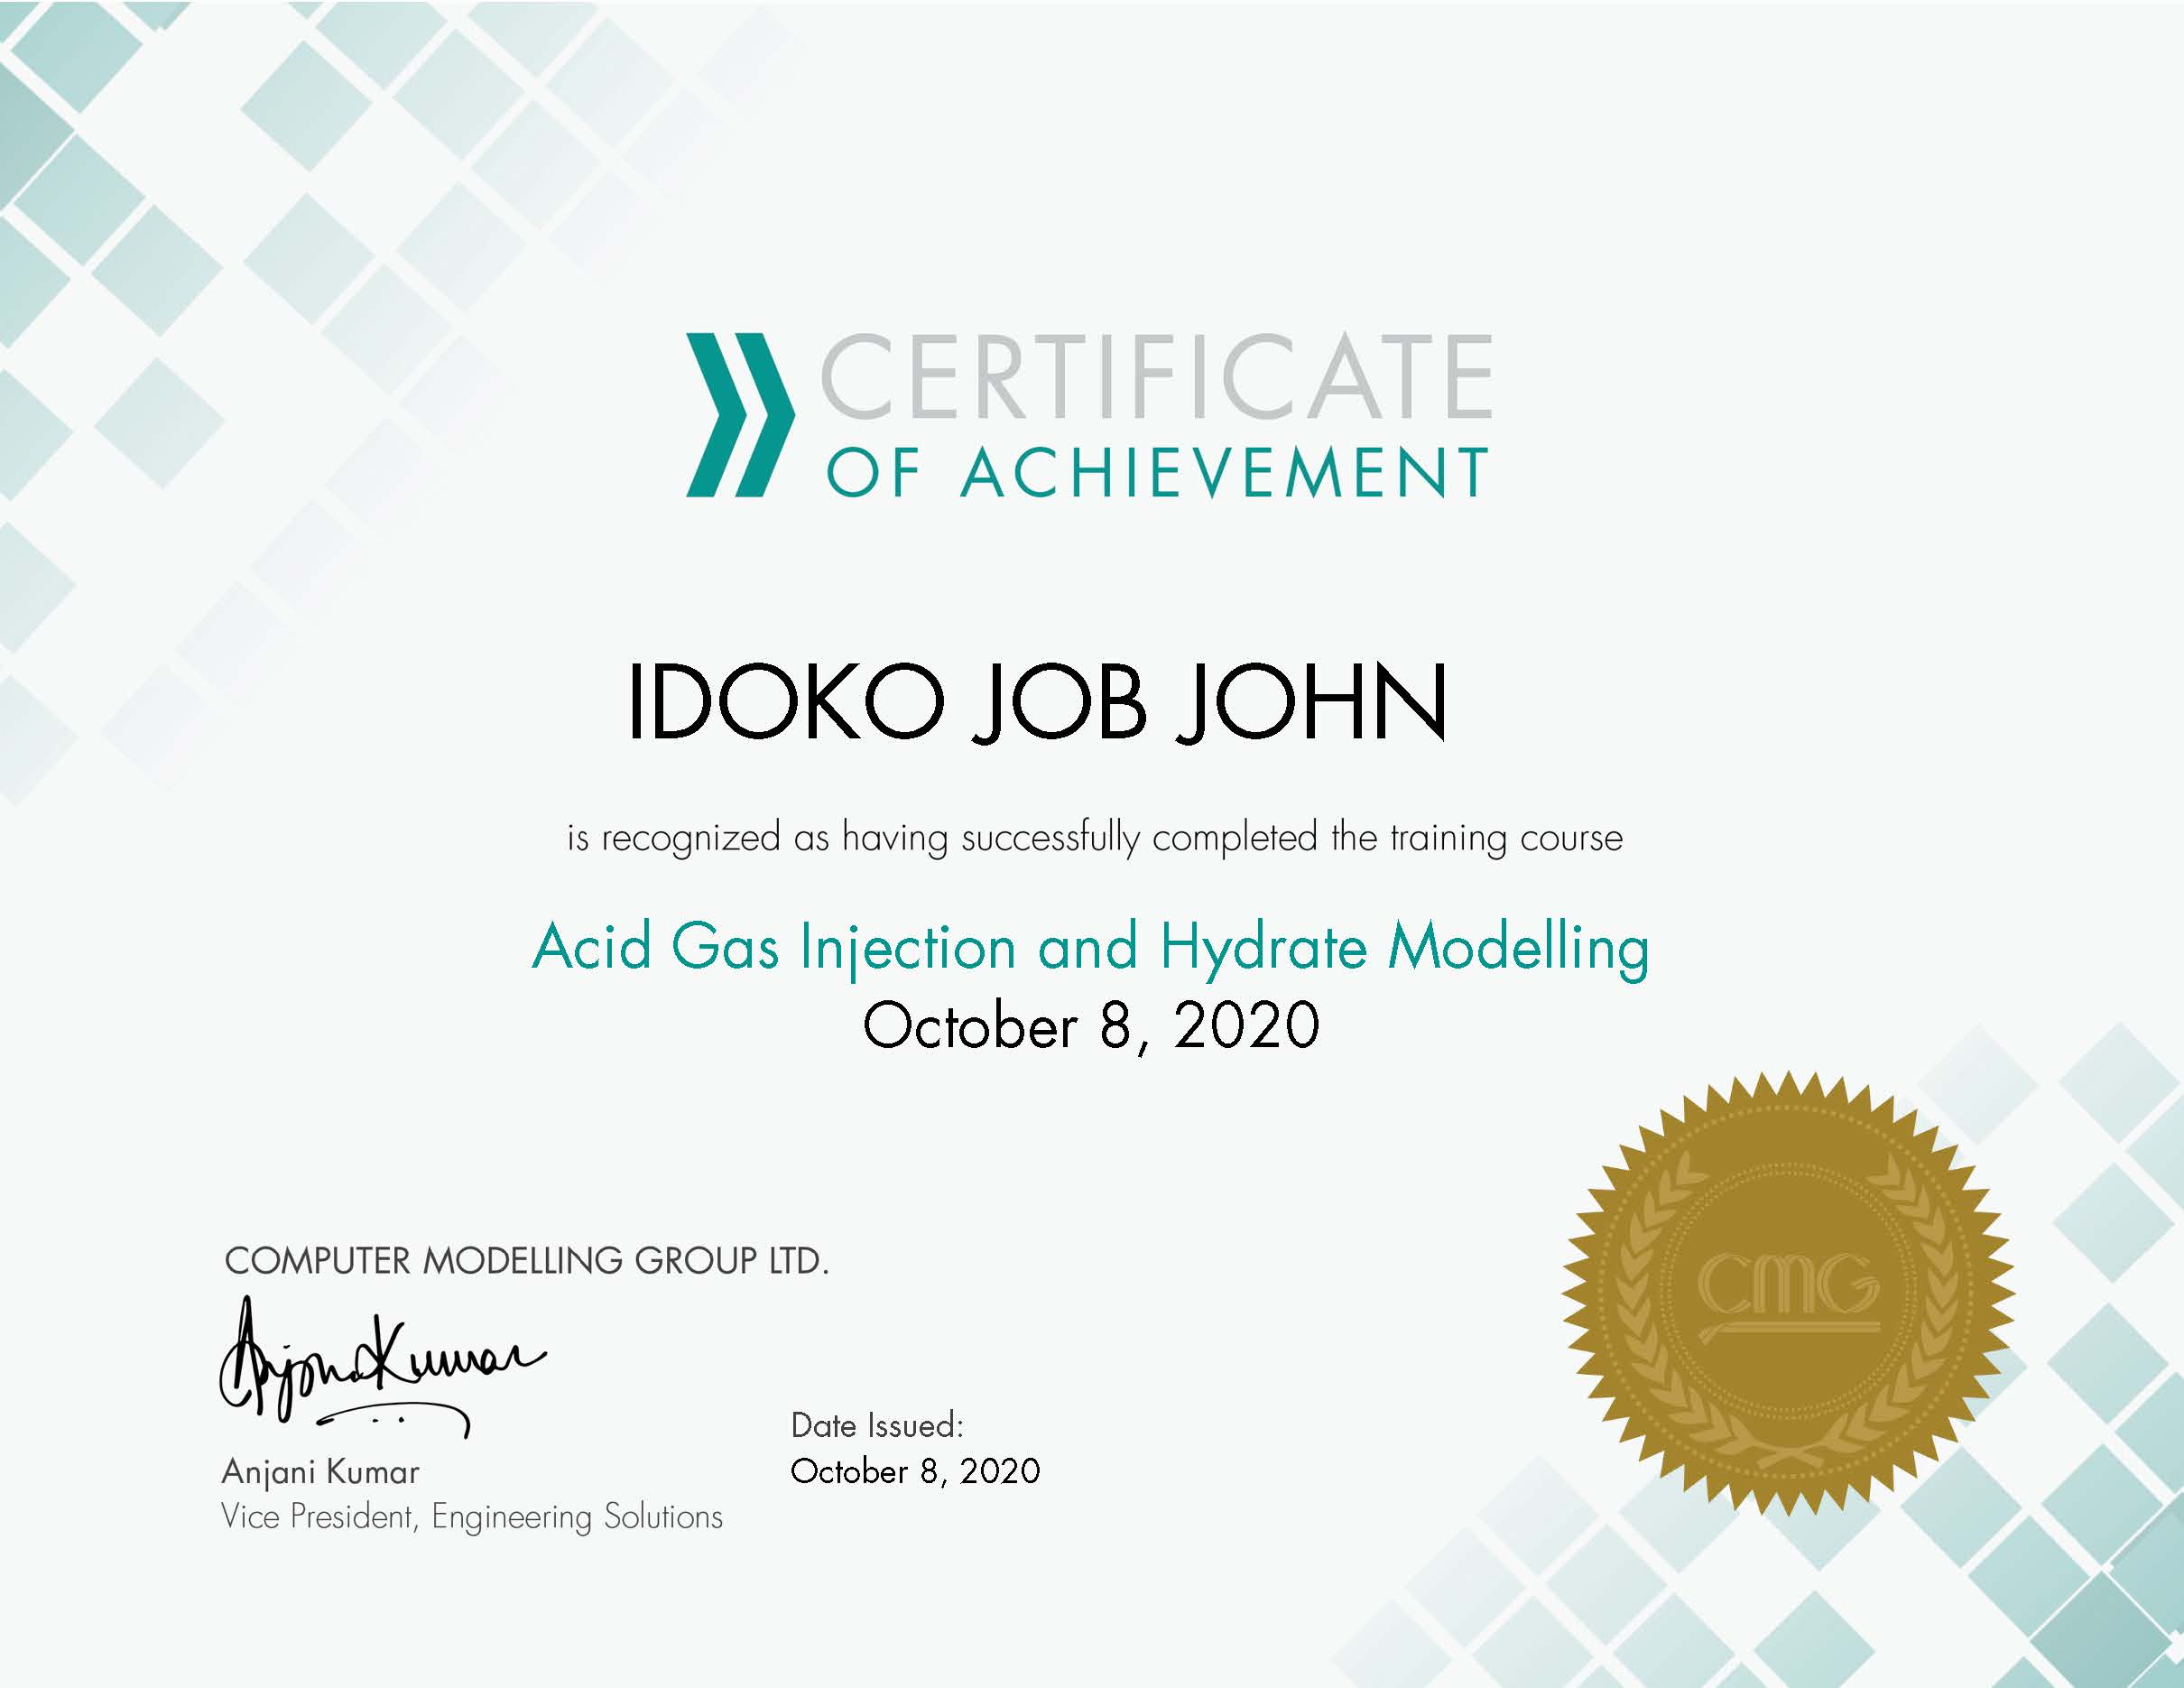 CERTIFICATE
OF ACHIEVEMENT
IDOKO JOB JOHN
is recognized as having successfully completed the training course
Acid Gas Injection and Hydrate Modelling
October 8, 2020
COMPUTER MODELLING GROUP LTD.
Anjani Kumar
Anjani Kumar
Vice President, Engineering Solutions
Date Issued:
October 8, 2020
CMG